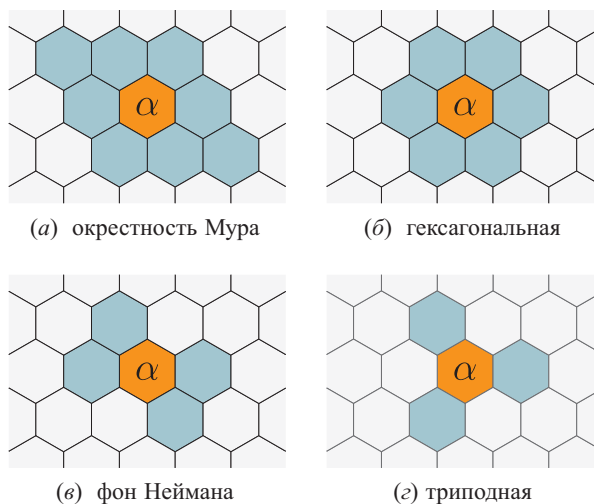 α
α
(а) окрестность Мура
(б) гексагональная
α
α
(в) фон Неймана
(г) триподная